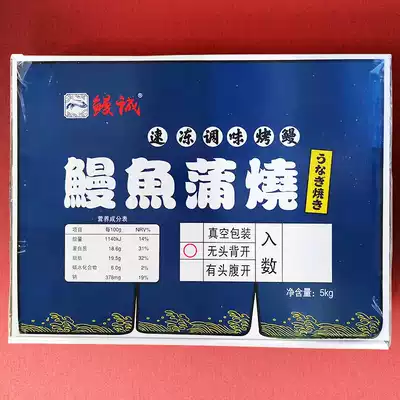 鰻诚®
速冻调味烤鳗
鰻魚蒲燒
うなぎ焼き
营养成分表
项目 每100g NRV%
能量 1140kJ 14%
蛋白质 18.6g 31%
脂肪 19.5g 32%
碳水化合物 6.0g 2%
钠 378mg 19%
真空包装
无头背开
有头腹开
入数
净含量：5kg